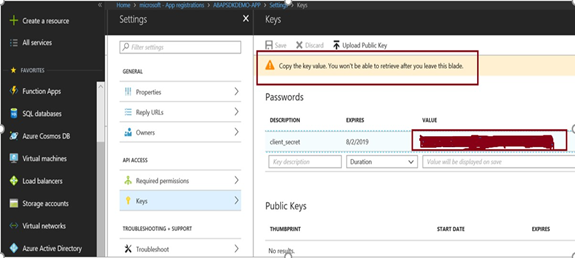 Home > microsoft - App registrations > ABAPSDKDEMO-APP > Settings > Keys
Create a resource
All services
FAVORITES
Function Apps
SQL databases
Azure Cosmos DB
Virtual machines
Load balancers
Storage accounts
Virtual networks
Azure Active Directory
Settings
Filter settings
GENERAL
Properties
Reply URLs
Owners
API ACCESS
Required permissions
Keys
TROUBLESHOOTING + SUPPORT
Troubleshoot
Keys
Save Discard Upload Public Key
Copy the key value. You won't be able to retrieve after you leave this blade.
Passwords
DESCRIPTION EXPIRES VALUE
client_secret 8/2/2019
Key description Duration Value will be displayed on save
Public Keys
THUMBPRINT START DATE EXPIRES
No results.